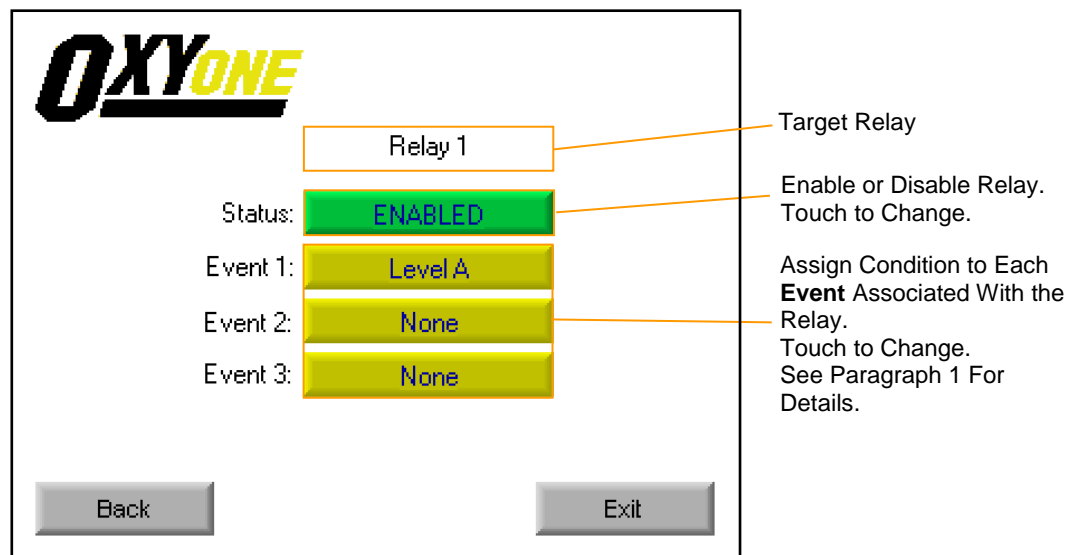 OXYONE
Relay 1
Target Relay
Status: ENABLED
Enable or Disable Relay.
Touch to Change.
Event 1: Level A
Event 2: None
Event 3: None
Assign Condition to Each
Event Associated With the
Relay.
Touch to Change.
See Paragraph 1 For
Details.
Back
Exit